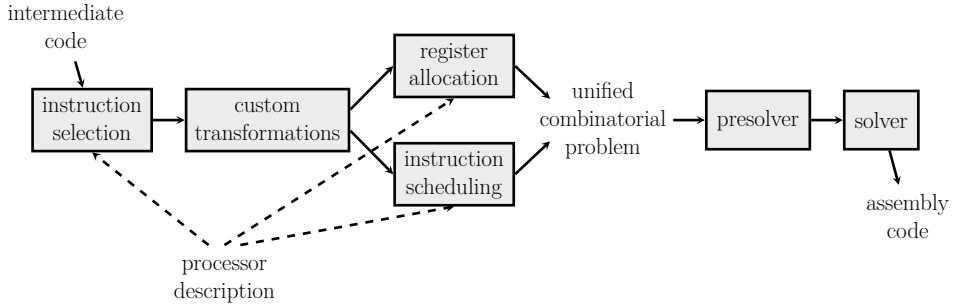 intermediate
code
instruction
selection
custom
transformations
register
allocation
instruction
scheduling
unified
combinatorial
problem
presolver
solver
assembly
code
processor
description